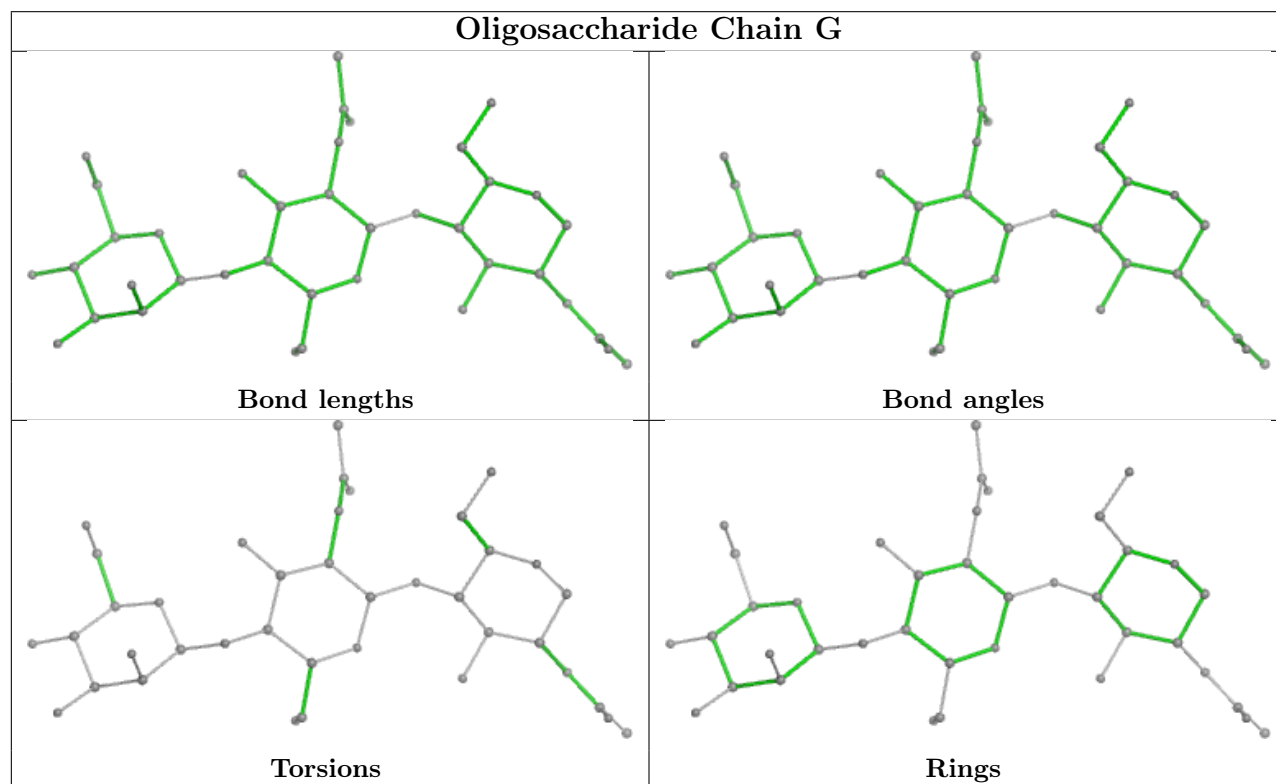 Oligosaccharide Chain G
Bond lengths
Bond angles
Torsions
Rings